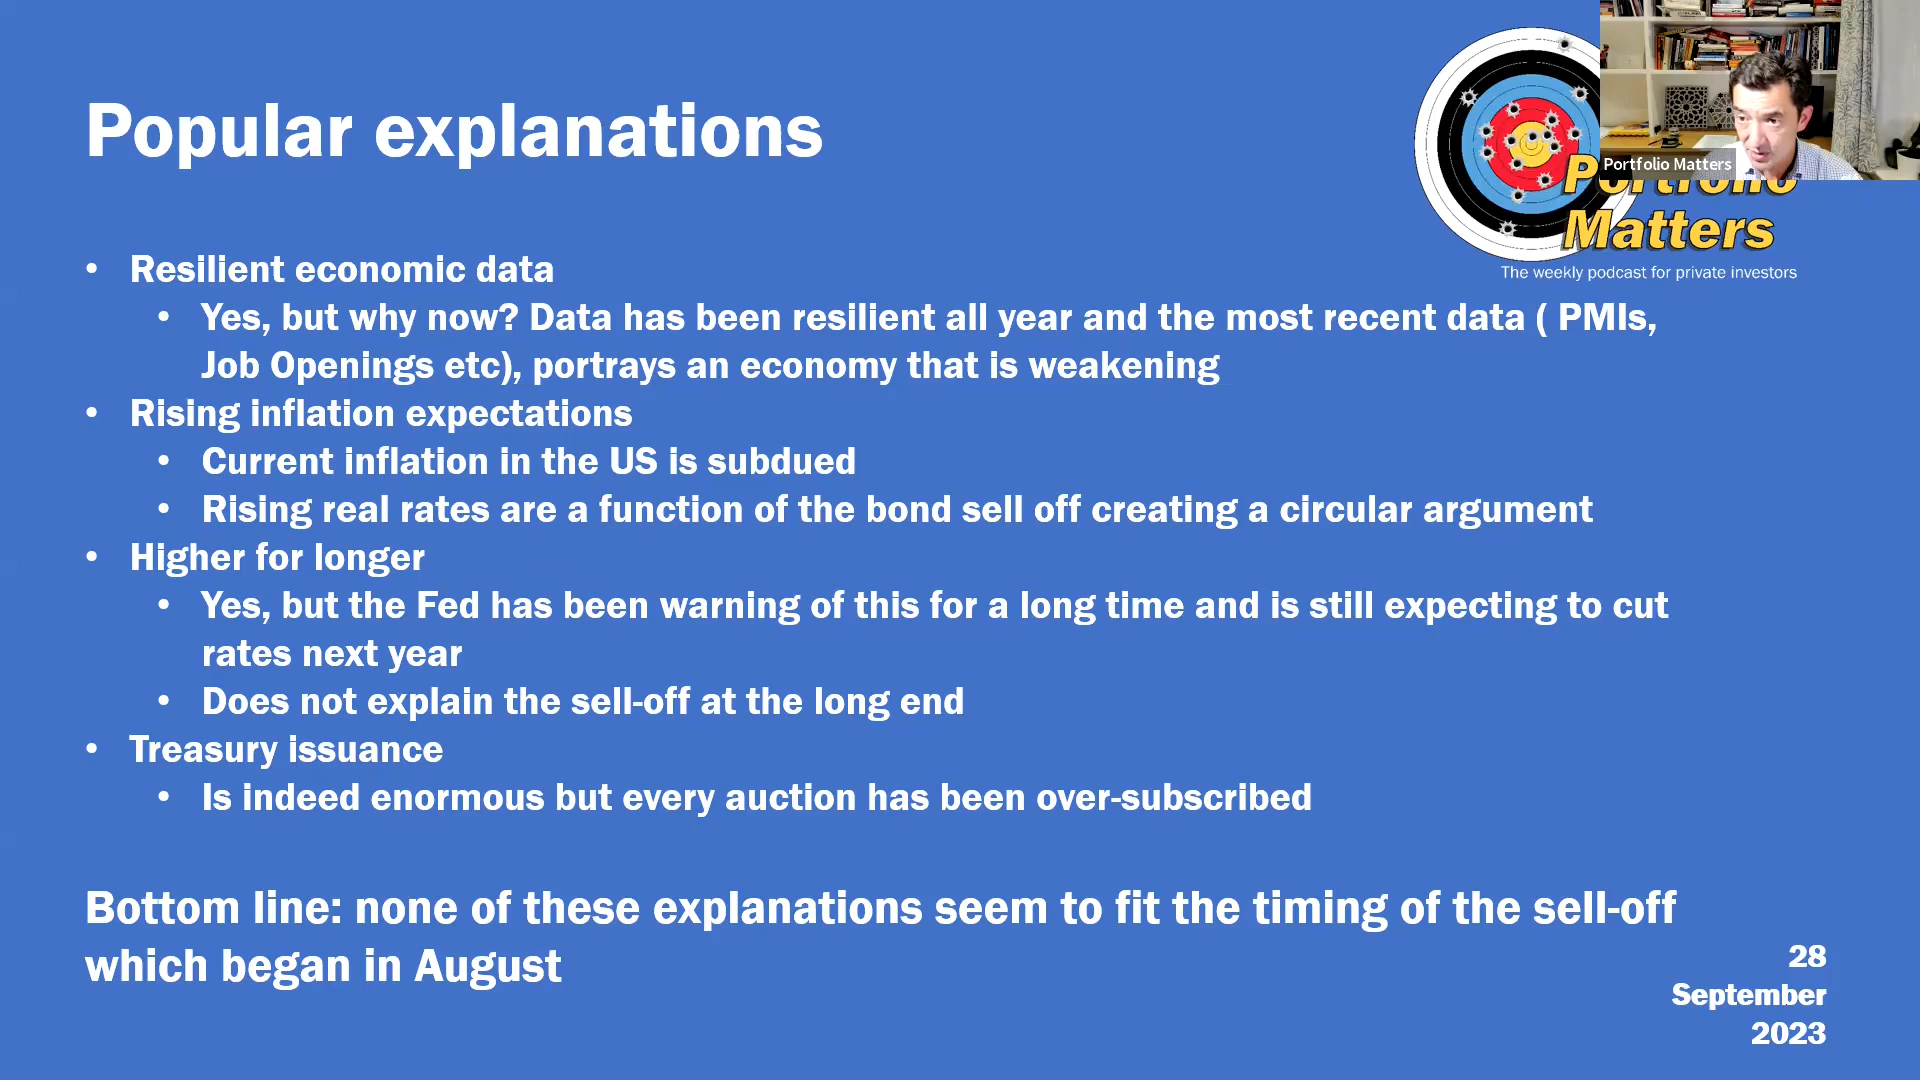 Popular explanations
Portfolio Matters
Portfolio
Matters
The weekly podcast for private investors
• Resilient economic data
• Yes, but why now? Data has been resilient all year and the most recent data ( PMIs,
Job Openings etc), portrays an economy that is weakening
• Rising inflation expectations
• Current inflation in the US is subdued
• Rising real rates are a function of the bond sell off creating a circular argument
• Higher for longer
• Yes, but the Fed has been warning of this for a long time and is still expecting to cut
rates next year
• Does not explain the sell-off at the long end
• Treasury issuance
• Is indeed enormous but every auction has been over-subscribed
Bottom line: none of these explanations seem to fit the timing of the sell-off
which began in August
28
September
2023